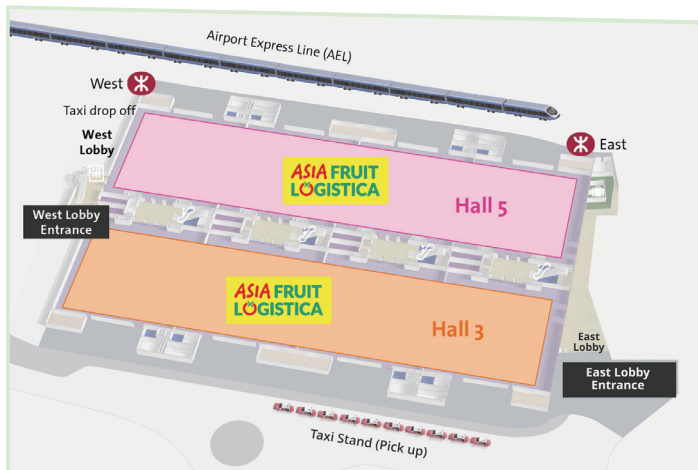 Airport Express Line (AEL)
West
Taxi drop off
West
Lobby
East
ASIA FRUIT
LOGISTICA
Hall 5
West Lobby
Entrance
ASIA FRUIT
LOGISTICA
Hall 3
East
Lobby
East Lobby
Entrance
Taxi Stand (Pick up)